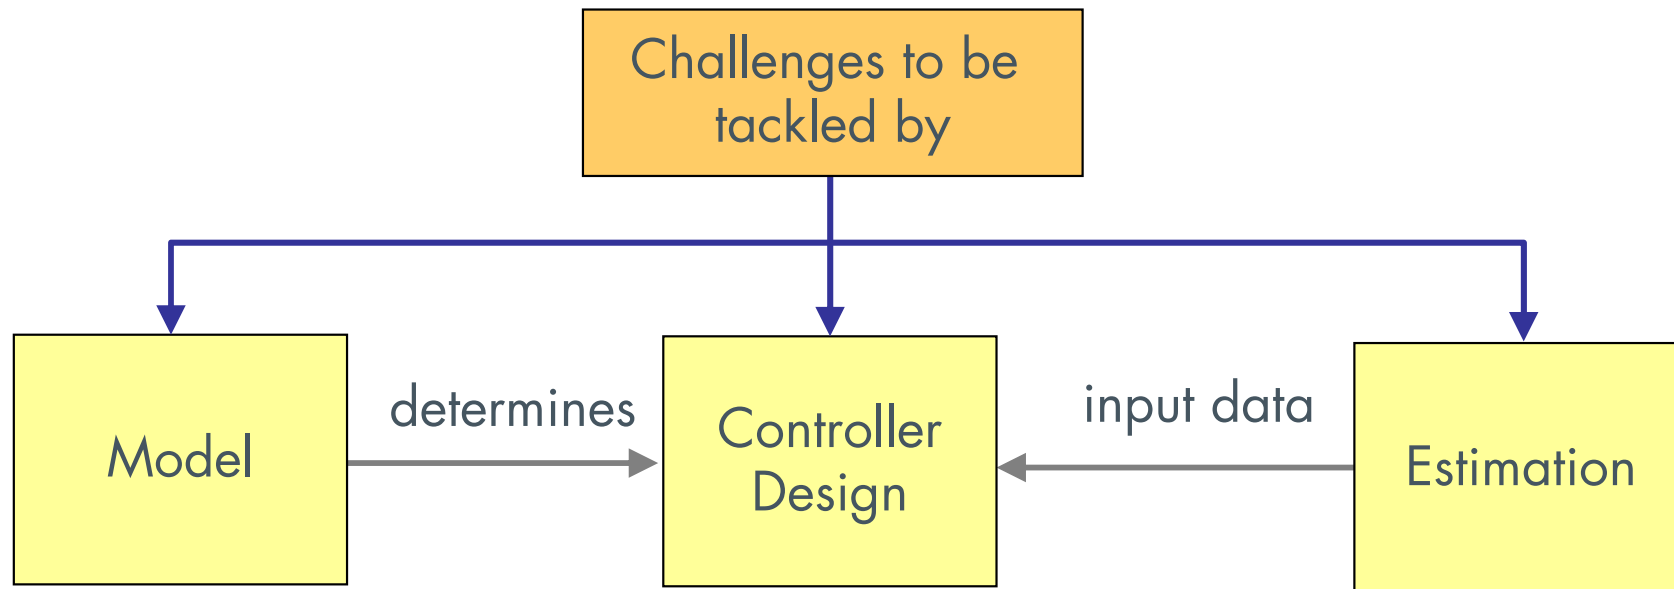 Challenges to be
tackled by
Model
determines
Controller
Design
input data
Estimation